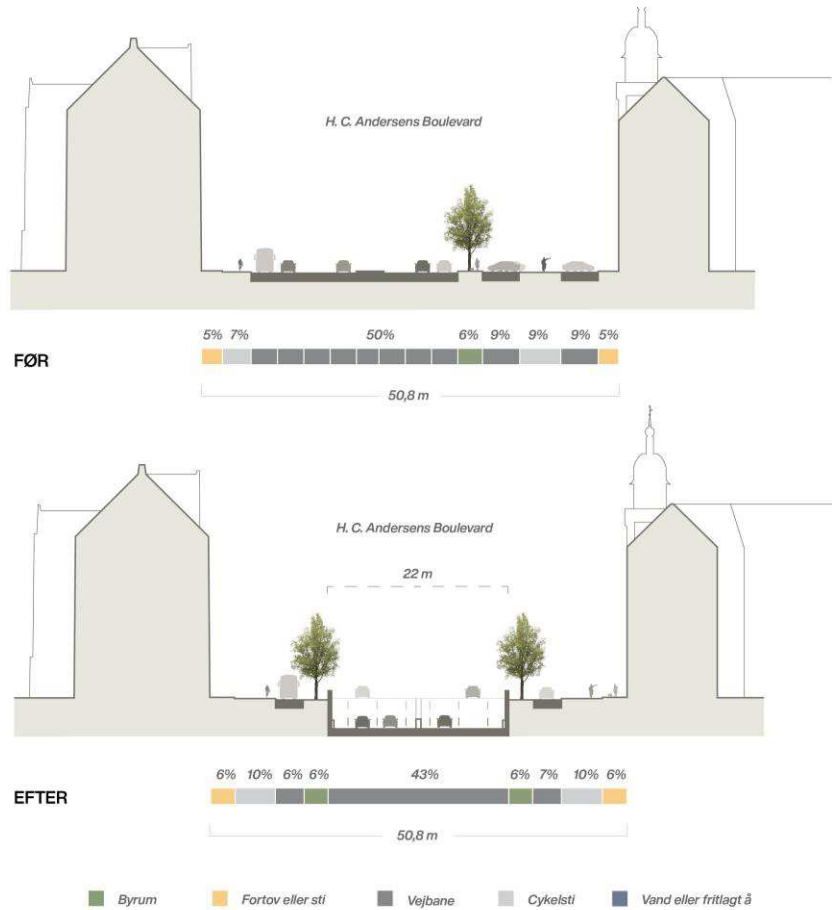 H. C. Andersens Boulevard
5% 7% 50% 6% 9% 9% 9% 5%
FØR
50,8 m
H. C. Andersens Boulevard
22 m
6% 10% 6% 6% 43% 6% 7% 10% 6%
EFTER
50,8 m
Byrum Fortov eller sti Vejbane Cykelsti Vand eller fritlagt å